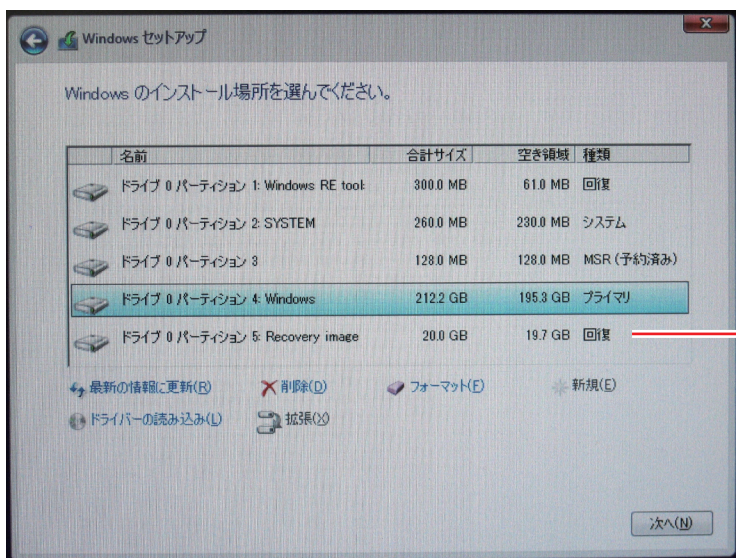 Windows セットアップ
Windows のインストール場所を選んでください。
名前 合計サイズ 空き領域 種類
ドライブ 0 パーティション 1: Windows RE tool 300.0 MB 61.0 MB 回復
ドライブ 0 パーティション 2: SYSTEM 260.0 MB 230.0 MB システム
ドライブ 0 パーティション 3 128.0 MB 128.0 MB MSR (予約済み)
ドライブ 0 パーティション 4: Windows 212.2 GB 195.3 GB プライマリ
ドライブ 0 パーティション 5: Recovery image 20.0 GB 19.7 GB 回復
最新の情報に更新(R) 削除(D) フォーマット(F) 新規(E)
ドライバーの読み込み(L) 拡張(X)
次へ(N)